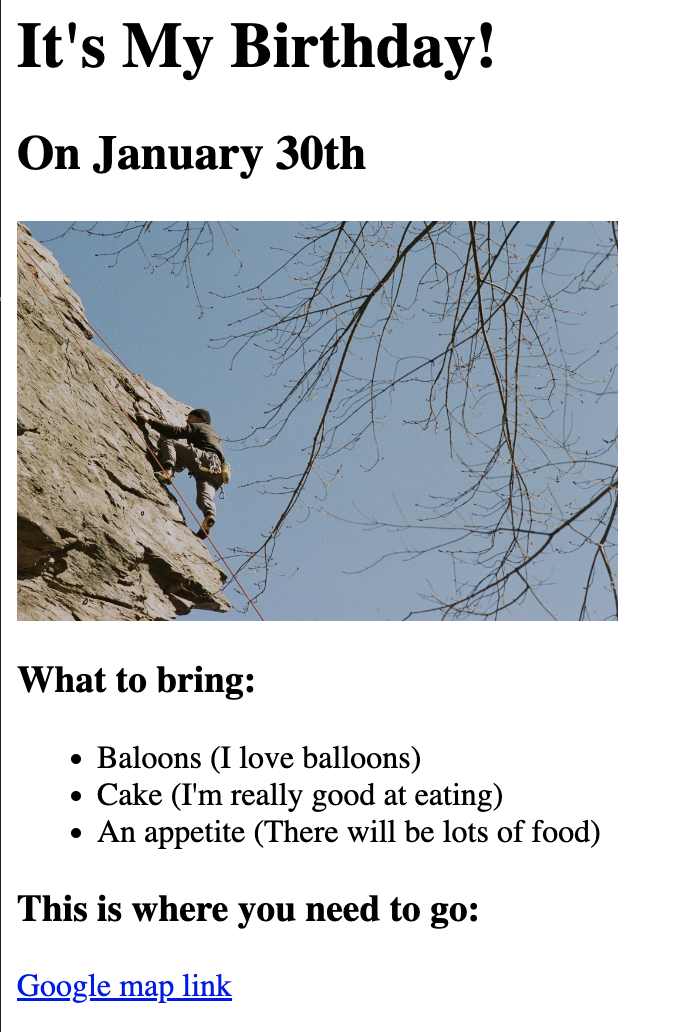 It's My Birthday!
On January 30th
What to bring:
Baloons (I love balloons)
Cake (I'm really good at eating)
An appetite (There will be lots of food)
This is where you need to go:
Google map link